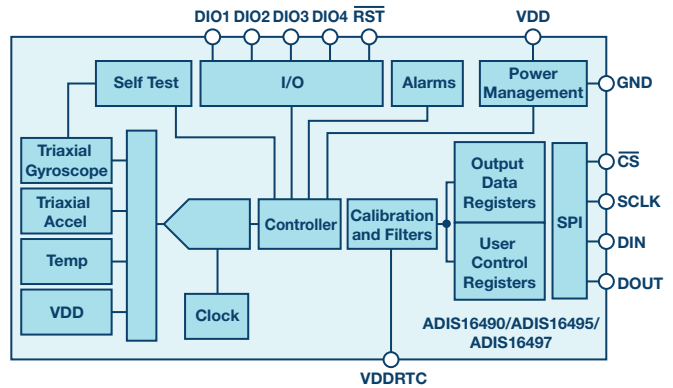 DIO1 DIO2 DIO3 DIO4 RST
VDD
Self Test
I/O
Alarms
Power
Management
GND
Triaxial
Gyroscope
Triaxial
Accel
Temp
VDD
Clock
Controller
Calibration
and Filters
Output
Data
Registers
User
Control
Registers
SPI
CS
SCLK
DIN
DOUT
ADIS16490/ADIS16495/
ADIS16497
VDDRTC